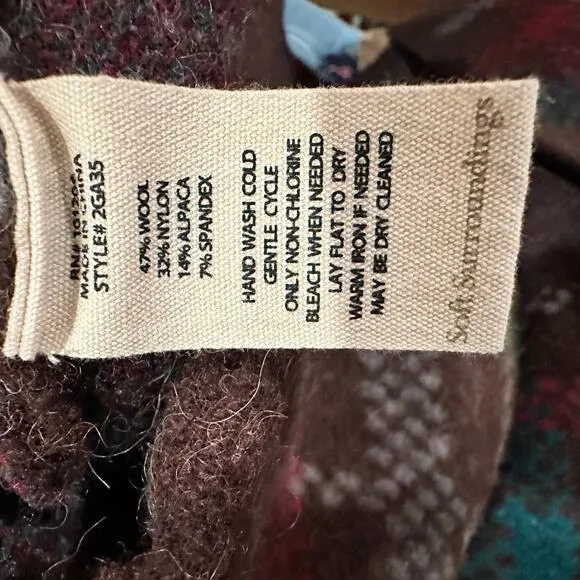 RN#
MADE IN CHINA
STYLE# 2GA35
47% WOOL
32% NYLON
14% ALPACA
7% SPANDEX
HAND WASH COLD
GENTLE CYCLE
ONLY NON-CHLORINE
BLEACH WHEN NEEDED
LAY FLAT TO DRY
WARM IRON IF NEEDED
MAY BE DRY CLEANED
Soft Surroundings